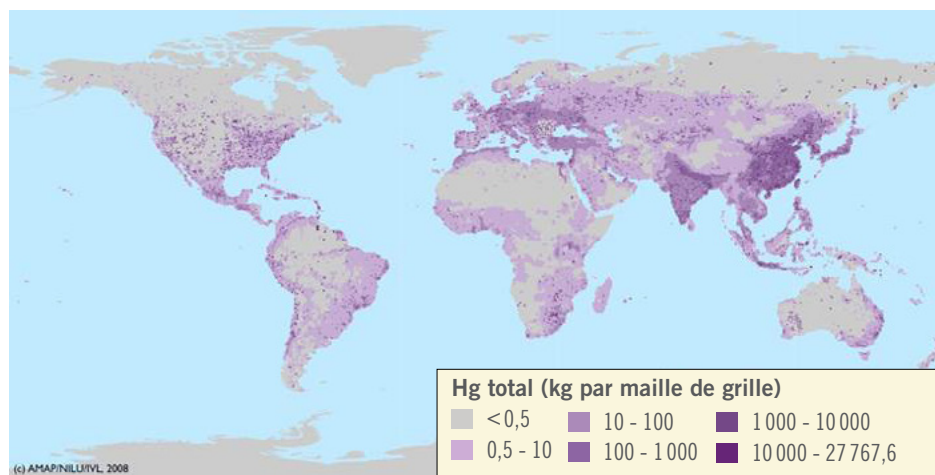 Hg total (kg par maille de grille)
<0,5 10 - 100 1 000 - 10 000
0,5 - 10 100 - 1 000 10 000 - 27 767,6
(c) AMAP/NILU/IVL, 2008